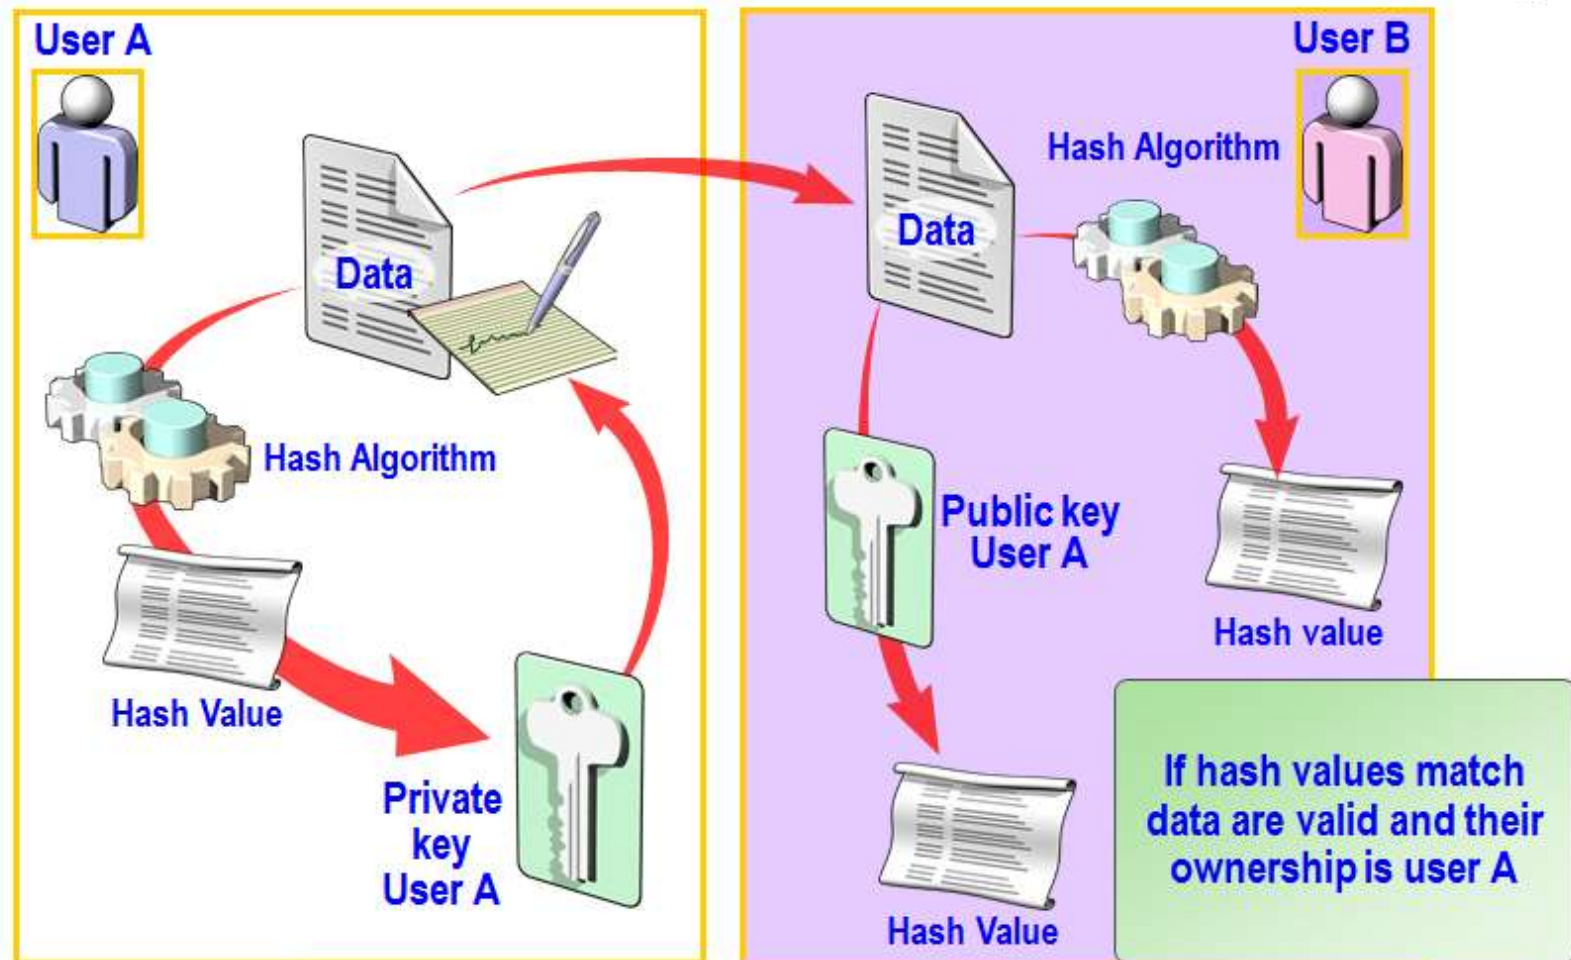 User A
Data
Hash Algorithm
Hash Value
Private
key
User A
User B
Hash Algorithm
Data
Public key
User A
Hash value
Hash Value
If hash values match
data are valid and their
ownership is user A